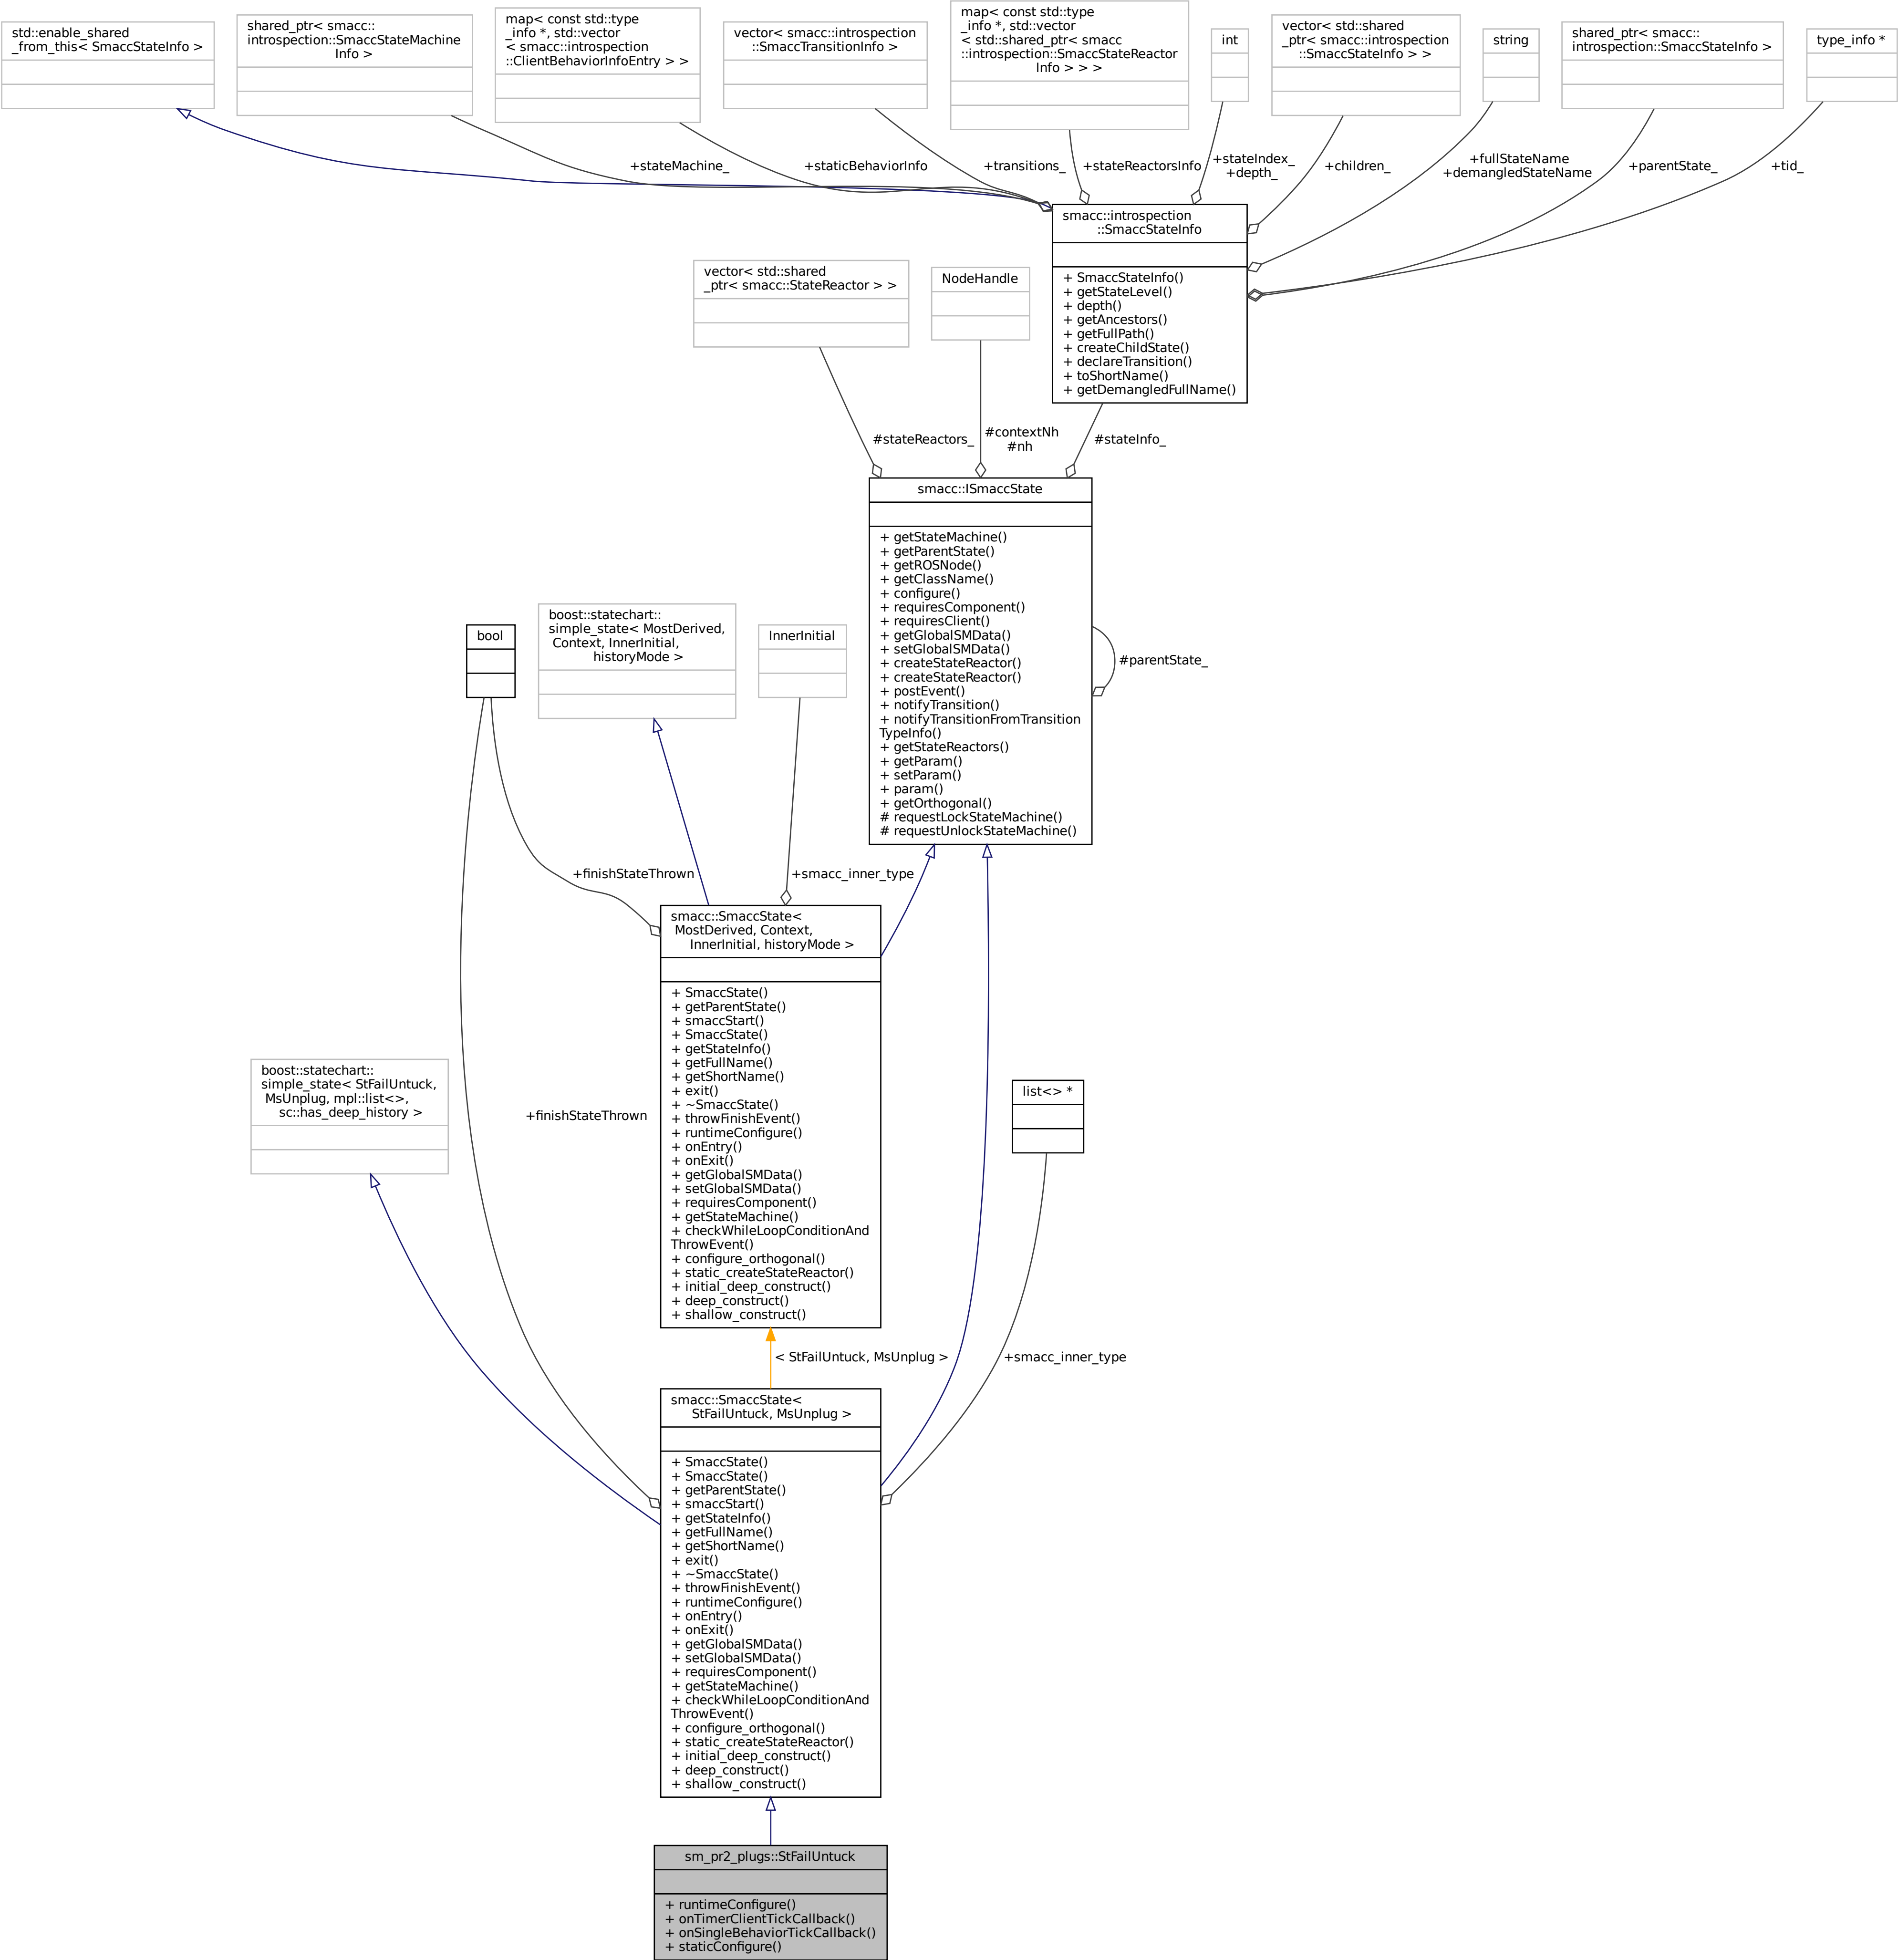 std::enable_shared
_from_this< SmaccStateInfo >
shared_ptr< smacc::
introspection::SmaccStateMachine
Info >
map< const std::type
_info *, std::vector
< smacc::introspection
::ClientBehaviorInfoEntry > >
vector< smacc::introspection
::SmaccTransitionInfo >
map< const std::type
_info *, std::vector
< std::shared_ptr< smacc
::introspection::SmaccStateReactor
Info > > >
int
vector< std::shared
_ptr< smacc::introspection
::SmaccStateInfo > >
string
shared_ptr< smacc::
introspection::SmaccStateInfo >
type_info *
+stateMachine_
+staticBehaviorInfo
+transitions_
+stateReactorsInfo
+stateIndex_
+depth_
+children_
+fullStateName
+demangledStateName
+parentState_
+tid_
smacc::introspection
::SmaccStateInfo
+ SmaccStateInfo()
+ getStateLevel()
+ depth()
+ getAncestors()
+ getFullPath()
+ createChildState()
+ declareTransition()
+ toShortName()
+ getDemangledFullName()
vector< std::shared
_ptr< smacc::StateReactor > >
NodeHandle
#stateReactors_
#contextNh
#nh
#stateInfo_
smacc::ISmaccState
+ getStateMachine()
+ getParentState()
+ getROSNode()
+ getClassName()
+ configure()
+ requiresComponent()
+ requiresClient()
+ getGlobalSMData()
+ setGlobalSMData()
+ createStateReactor()
+ createStateReactor()
+ postEvent()
+ notifyTransition()
+ notifyTransitionFromTransition
TypeInfo()
+ getStateReactors()
+ getParam()
+ setParam()
+ param()
+ getOrthogonal()
# requestLockStateMachine()
# requestUnlockStateMachine()
#parentState_
bool
boost::statechart::
simple_state< MostDerived,
Context, InnerInitial,
historyMode >
InnerInitial
+finishStateThrown
+smacc_inner_type
smacc::SmaccState<
MostDerived, Context,
InnerInitial, historyMode >
+ SmaccState()
+ getParentState()
+ smaccStart()
+ SmaccState()
+ getStateInfo()
+ getFullName()
+ getShortName()
+ exit()
+ ~SmaccState()
+ throwFinishEvent()
+ runtimeConfigure()
+ onEntry()
+ onExit()
+ getGlobalSMData()
+ setGlobalSMData()
+ requiresComponent()
+ getStateMachine()
+ checkWhileLoopConditionAnd
ThrowEvent()
+ configure_orthogonal()
+ static_createStateReactor()
+ initial_deep_construct()
+ deep_construct()
+ shallow_construct()
boost::statechart::
simple_state< StFailUntuck,
MsUnplug, mpl::list<>,
sc::has_deep_history >
+finishStateThrown
list<> *
< StFailUntuck, MsUnplug >
+smacc_inner_type
smacc::SmaccState<
StFailUntuck, MsUnplug >
+ SmaccState()
+ SmaccState()
+ getParentState()
+ smaccStart()
+ getStateInfo()
+ getFullName()
+ getShortName()
+ exit()
+ ~SmaccState()
+ throwFinishEvent()
+ runtimeConfigure()
+ onEntry()
+ onExit()
+ getGlobalSMData()
+ setGlobalSMData()
+ requiresComponent()
+ getStateMachine()
+ checkWhileLoopConditionAnd
ThrowEvent()
+ configure_orthogonal()
+ static_createStateReactor()
+ initial_deep_construct()
+ deep_construct()
+ shallow_construct()
sm_pr2_plugs::StFailUntuck
+ runtimeConfigure()
+ onTimerClientTickCallback()
+ onSingleBehaviorTickCallback()
+ staticConfigure()